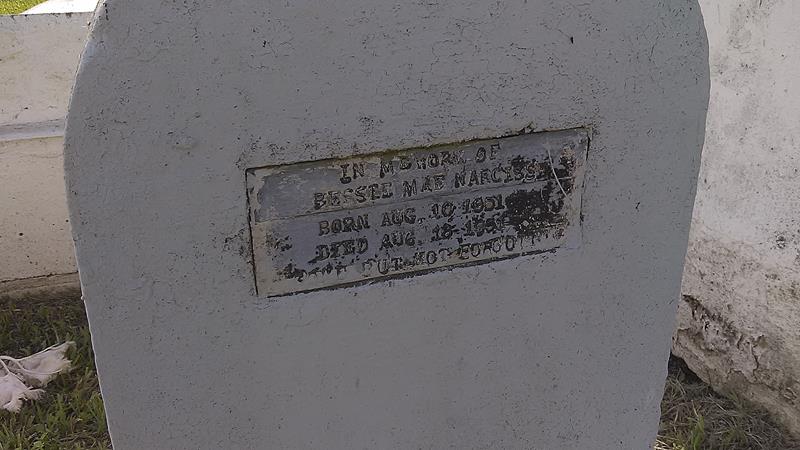 IN MEMORY OF
BESSIE MAE NARCISSE
BORN AUG. 10 1951
DIED AUG. 18
BUT NOT FORGOTTEN